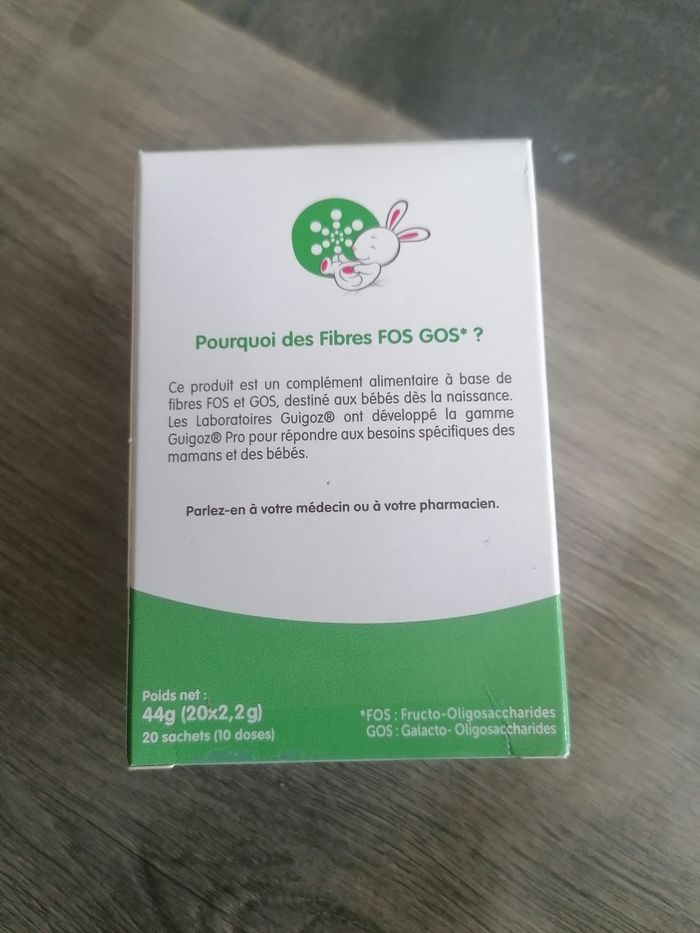 Pourquoi des Fibres FOS GOS* ?
Ce produit est un complément alimentaire à base de
fibres FOS et GOS, destiné aux bébés dès la naissance.
Les Laboratoires Guigoz® ont développé la gamme
Guigoz® Pro pour répondre aux besoins spécifiques des
mamans et des bébés.
Parlez-en à votre médecin ou à votre pharmacien.
Poids net :
44g (20x2,2g)
20 sachets (10 doses)
*FOS : Fructo-Oligosaccharides
GOS : Galacto- Oligosaccharides